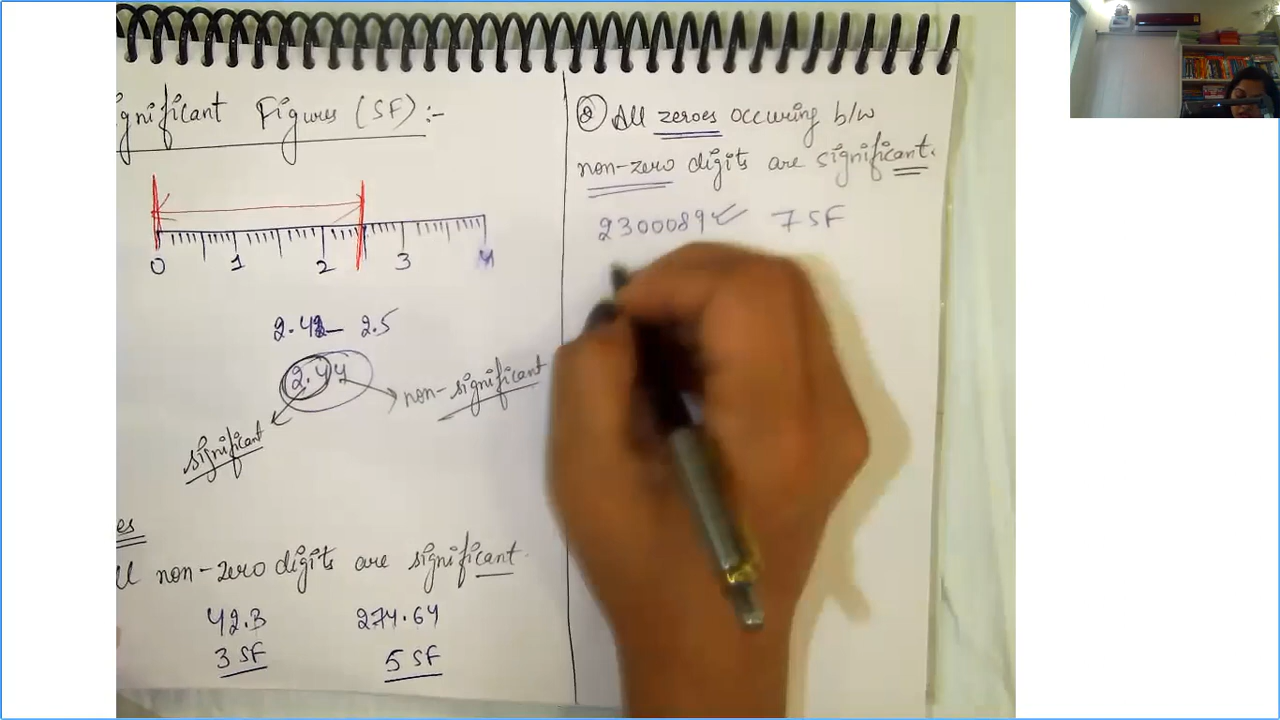 gnificant Figures (SF) :-
0 1 2 3 4
2.42 2.5
2.44
non-significant
significant
es
ll non-zero digits are significant.
42.3 274.64
3 SF 5 SF
② All zeroes occuring b/w
non-zero digits are significant.
2300089 ✓ 7 SF